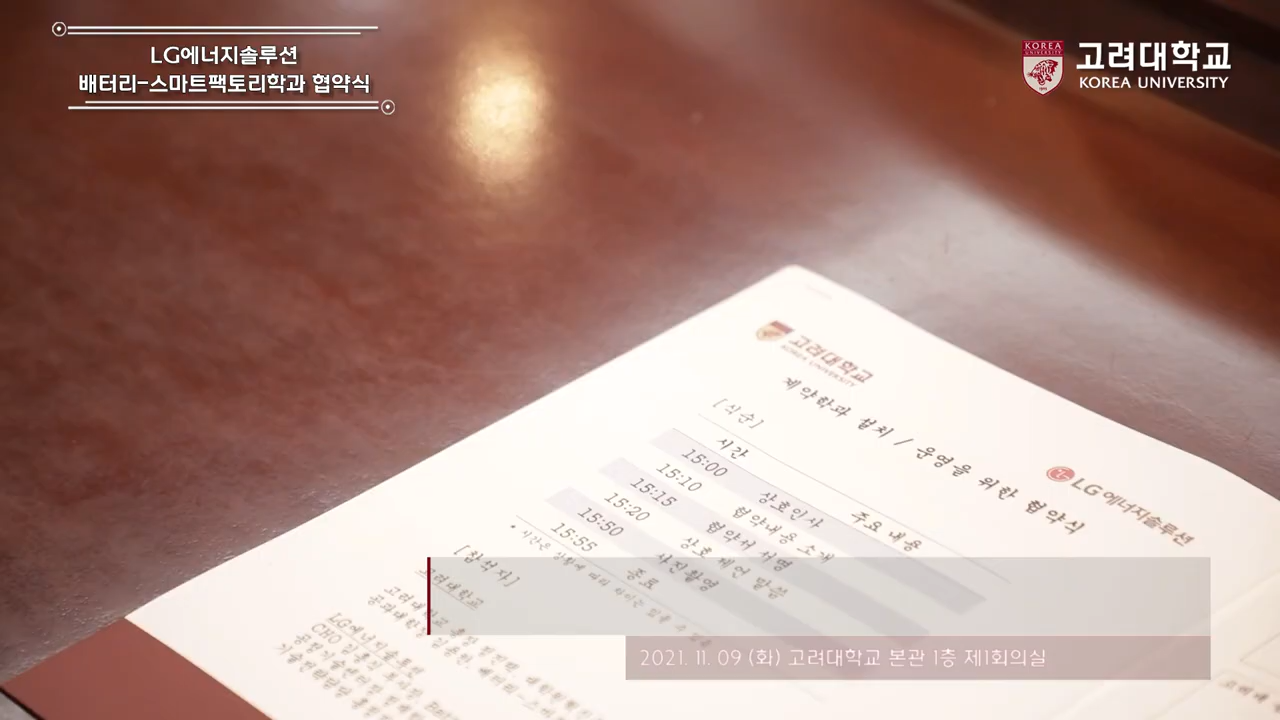 LG에너지솔루션
배터리-스마트팩토리학과 협약식
KOREA
UNIVERSITY
고려대학교
KOREA UNIVERSITY
고려대학교
KOREA UNIVERSITY
계약학과 설치 / 운영을 위한 협약식
LG에너지솔루션
[식순]
시간 주요 내용
15:00 상호인사
15:10 협약내용 소개
15:15 협약서 서명
15:20 상호 제언 말씀
15:50 사진촬영
15:55 종료
[참석자]
고려대학교
LG에너지솔루션
2021. 11. 09 (화) 고려대학교 본관 1층 제1회의실